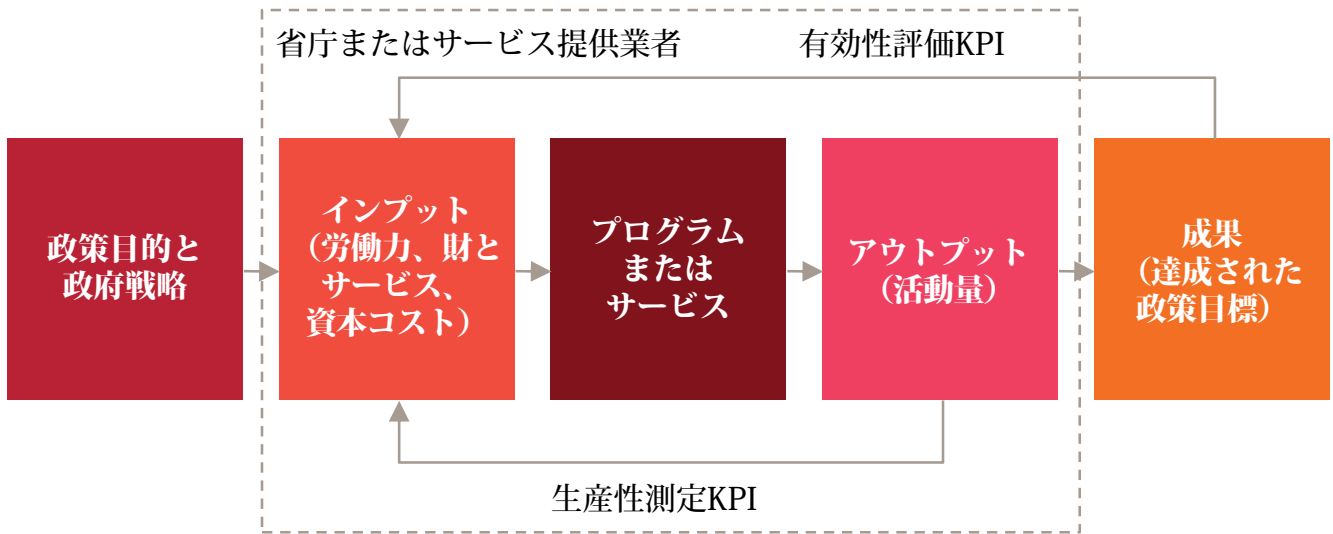 省庁またはサービス提供業者
有効性評価KPI
政策目的と
政府戦略
インプット
（労働力、財と
サービス、
資本コスト）
プログラム
または
サービス
アウトプット
（活動量）
成果
（達成された
政策目標）
生産性測定KPI